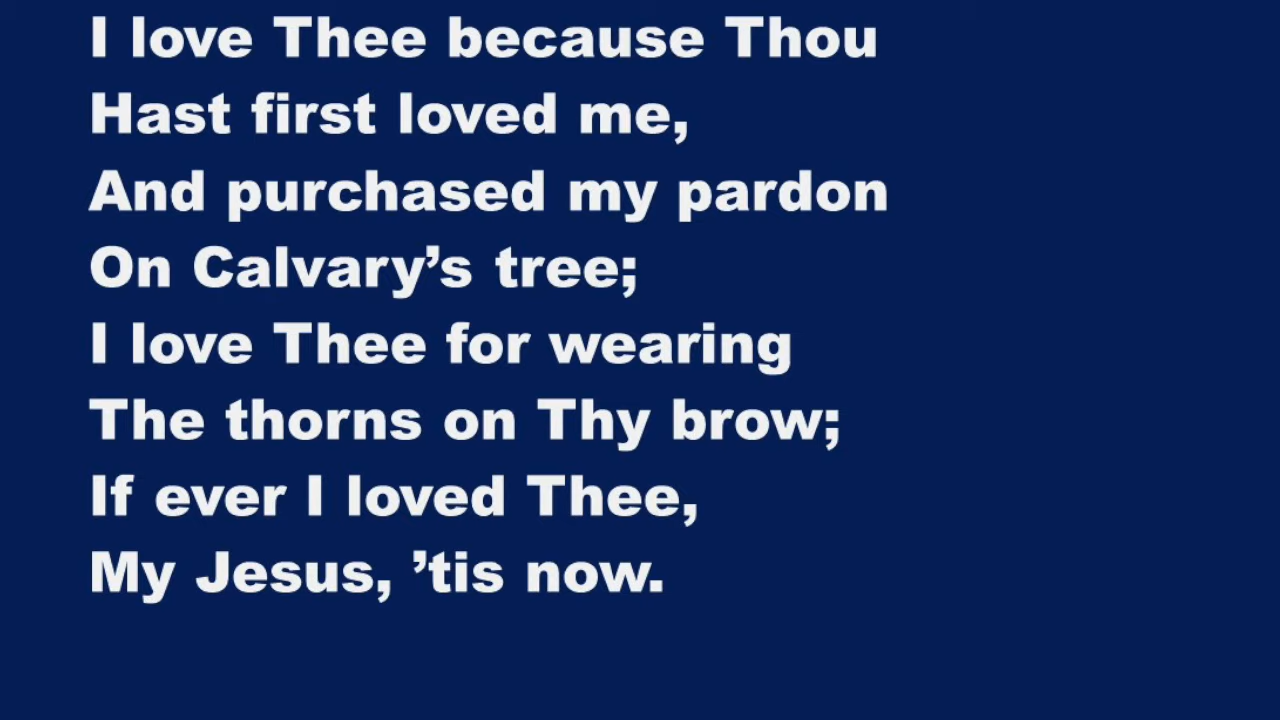 I love Thee because Thou
Hast first loved me,
And purchased my pardon
On Calvary’s tree;
I love Thee for wearing
The thorns on Thy brow;
If ever I loved Thee,
My Jesus, ’tis now.